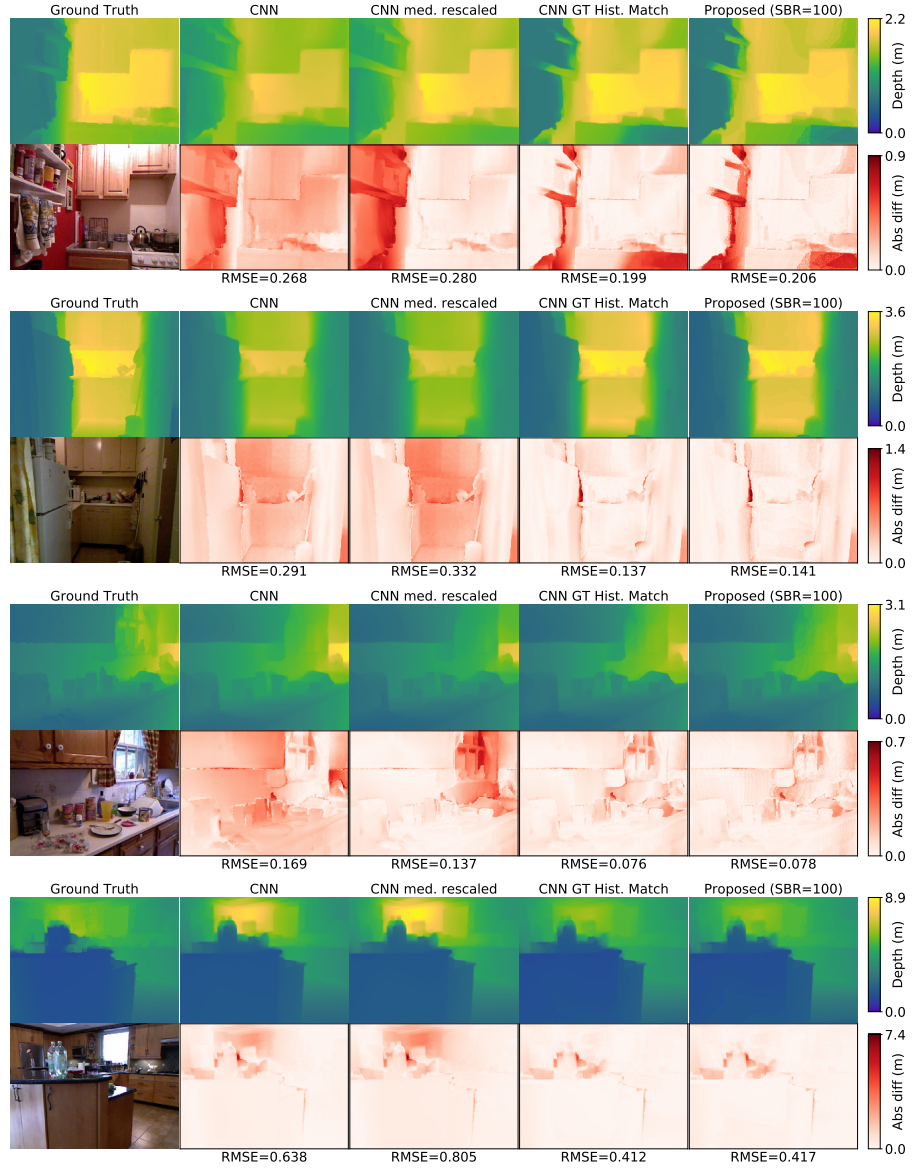 Ground Truth CNN CNN med. rescaled CNN GT Hist. Match Proposed (SBR=100)
2.2
Depth (m)
0.0
0.9
Abs diff (m)
0.0
RMSE=0.268 RMSE=0.280 RMSE=0.199 RMSE=0.206
Ground Truth CNN CNN med. rescaled CNN GT Hist. Match Proposed (SBR=100)
3.6
Depth (m)
0.0
1.4
Abs diff (m)
0.0
RMSE=0.291 RMSE=0.332 RMSE=0.137 RMSE=0.141
Ground Truth CNN CNN med. rescaled CNN GT Hist. Match Proposed (SBR=100)
3.1
Depth (m)
0.0
0.7
Abs diff (m)
0.0
RMSE=0.169 RMSE=0.137 RMSE=0.076 RMSE=0.078
Ground Truth CNN CNN med. rescaled CNN GT Hist. Match Proposed (SBR=100)
8.9
Depth (m)
0.0
7.4
Abs diff (m)
0.0
RMSE=0.638 RMSE=0.805 RMSE=0.412 RMSE=0.417